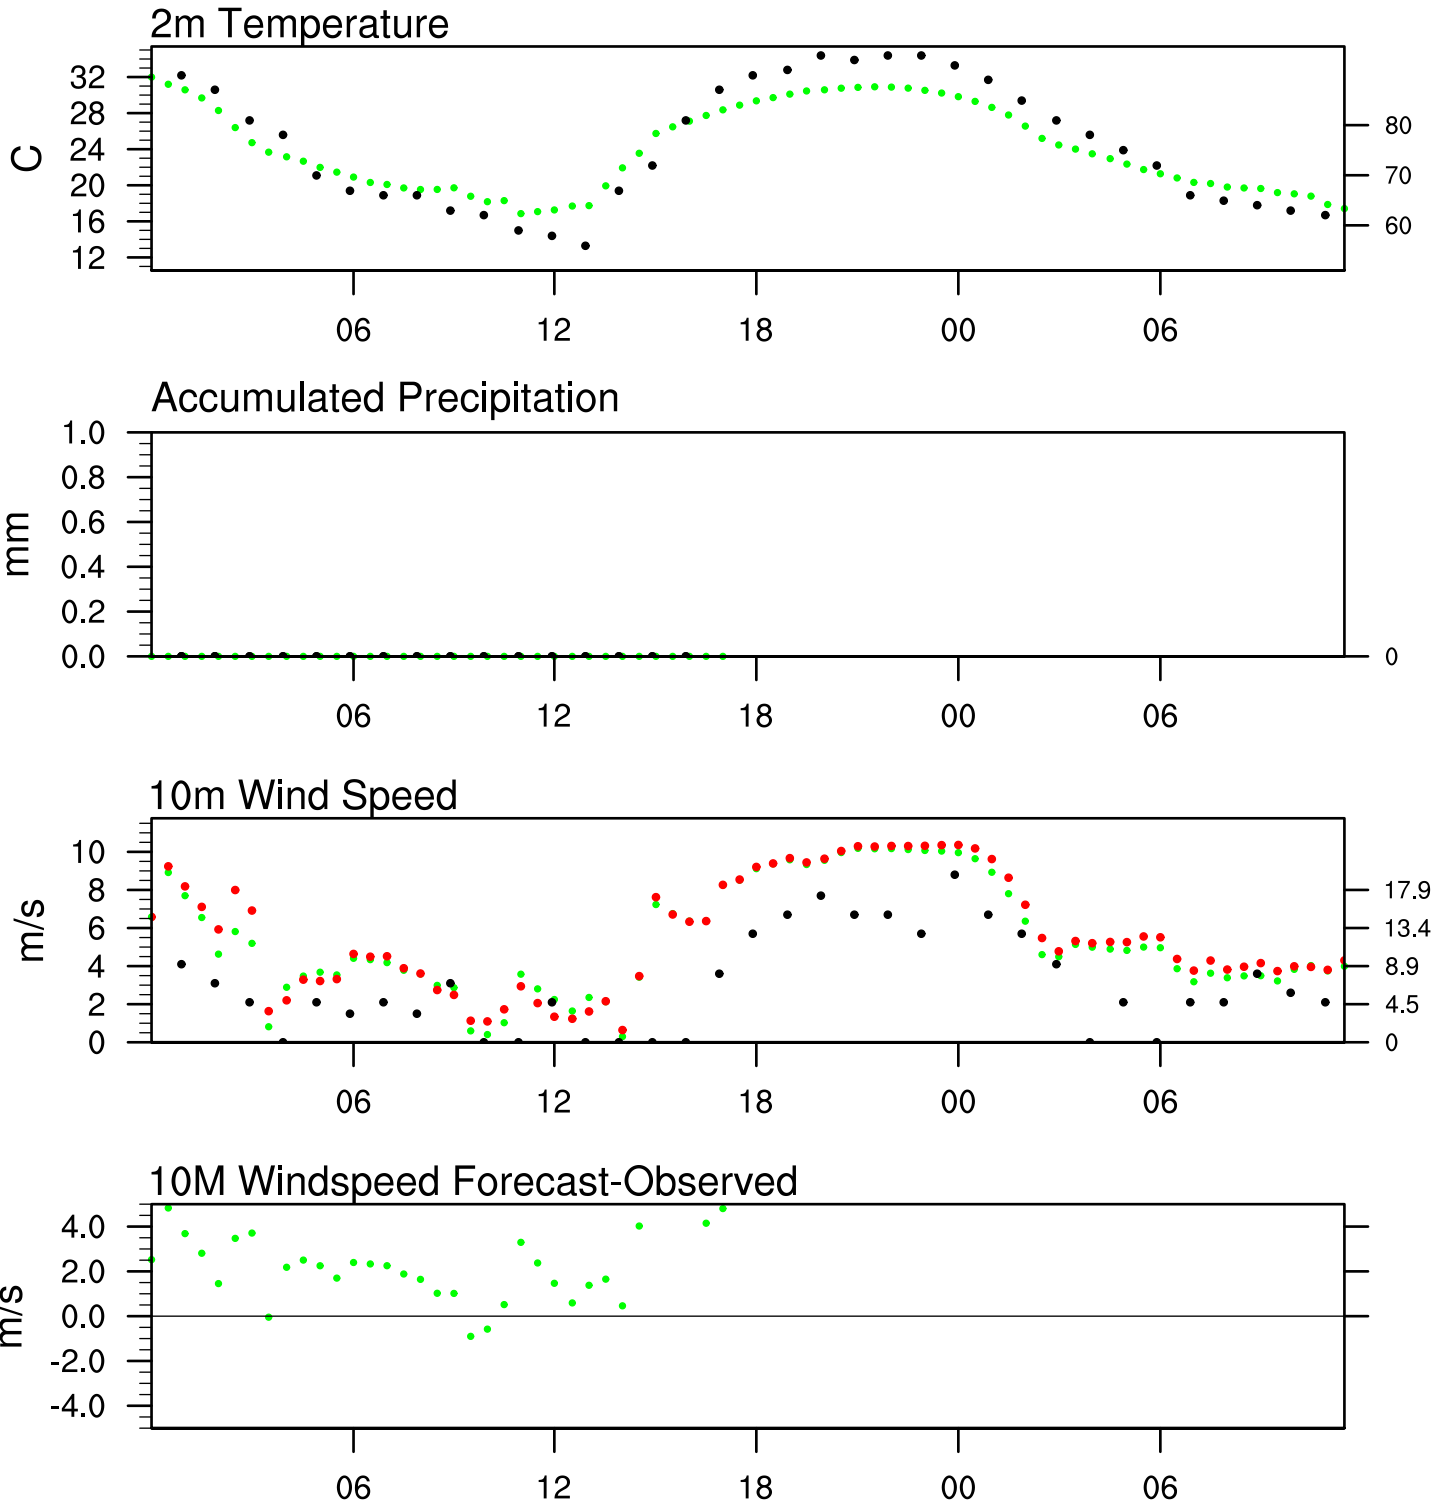 2m Temperature
C
32
28
24
20
16
12
80
70
60
06 12 18 00 06
Accumulated Precipitation
mm
1.0
0.8
0.6
0.4
0.2
0.0
0
06 12 18 00 06
10m Wind Speed
m/s
10
8
6
4
2
0
17.9
13.4
8.9
4.5
0
06 12 18 00 06
10M Windspeed Forecast-Observed
m/s
4.0
2.0
0.0
-2.0
-4.0
06 12 18 00 06